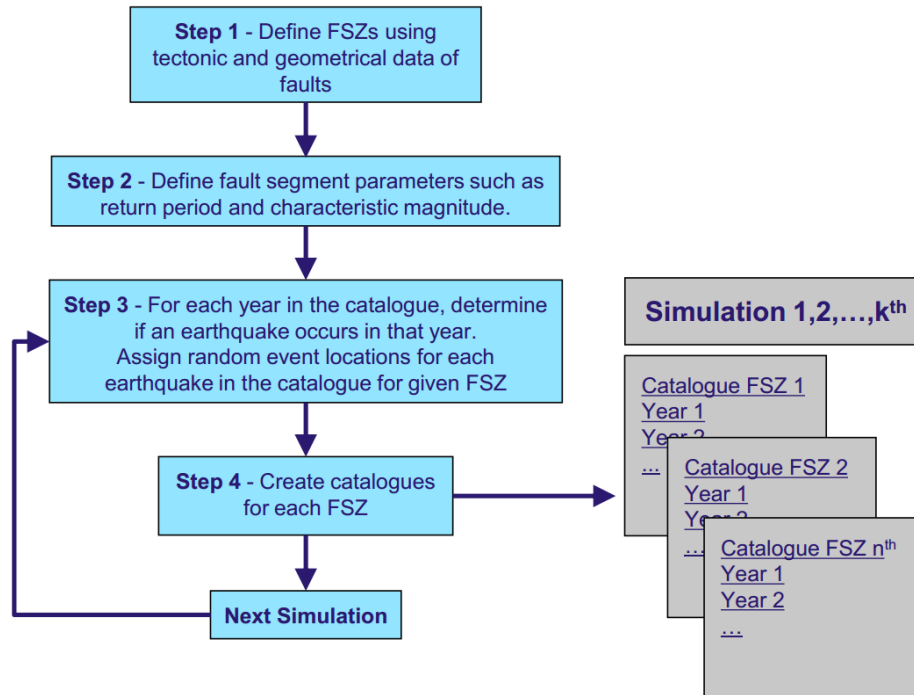 Step 1 - Define FSZs using
tectonic and geometrical data of
faults
Step 2 - Define fault segment parameters such as
return period and characteristic magnitude.
Step 3 - For each year in the catalogue, determine
if an earthquake occurs in that year.
Assign random event locations for each
earthquake in the catalogue for given FSZ
Step 4 - Create catalogues
for each FSZ
Next Simulation
Simulation 1,2,…,kth
Catalogue FSZ 1
Year 1
Year 2
…
Catalogue FSZ 2
Year 1
Year 2
…
Catalogue FSZ nth
Year 1
Year 2
…